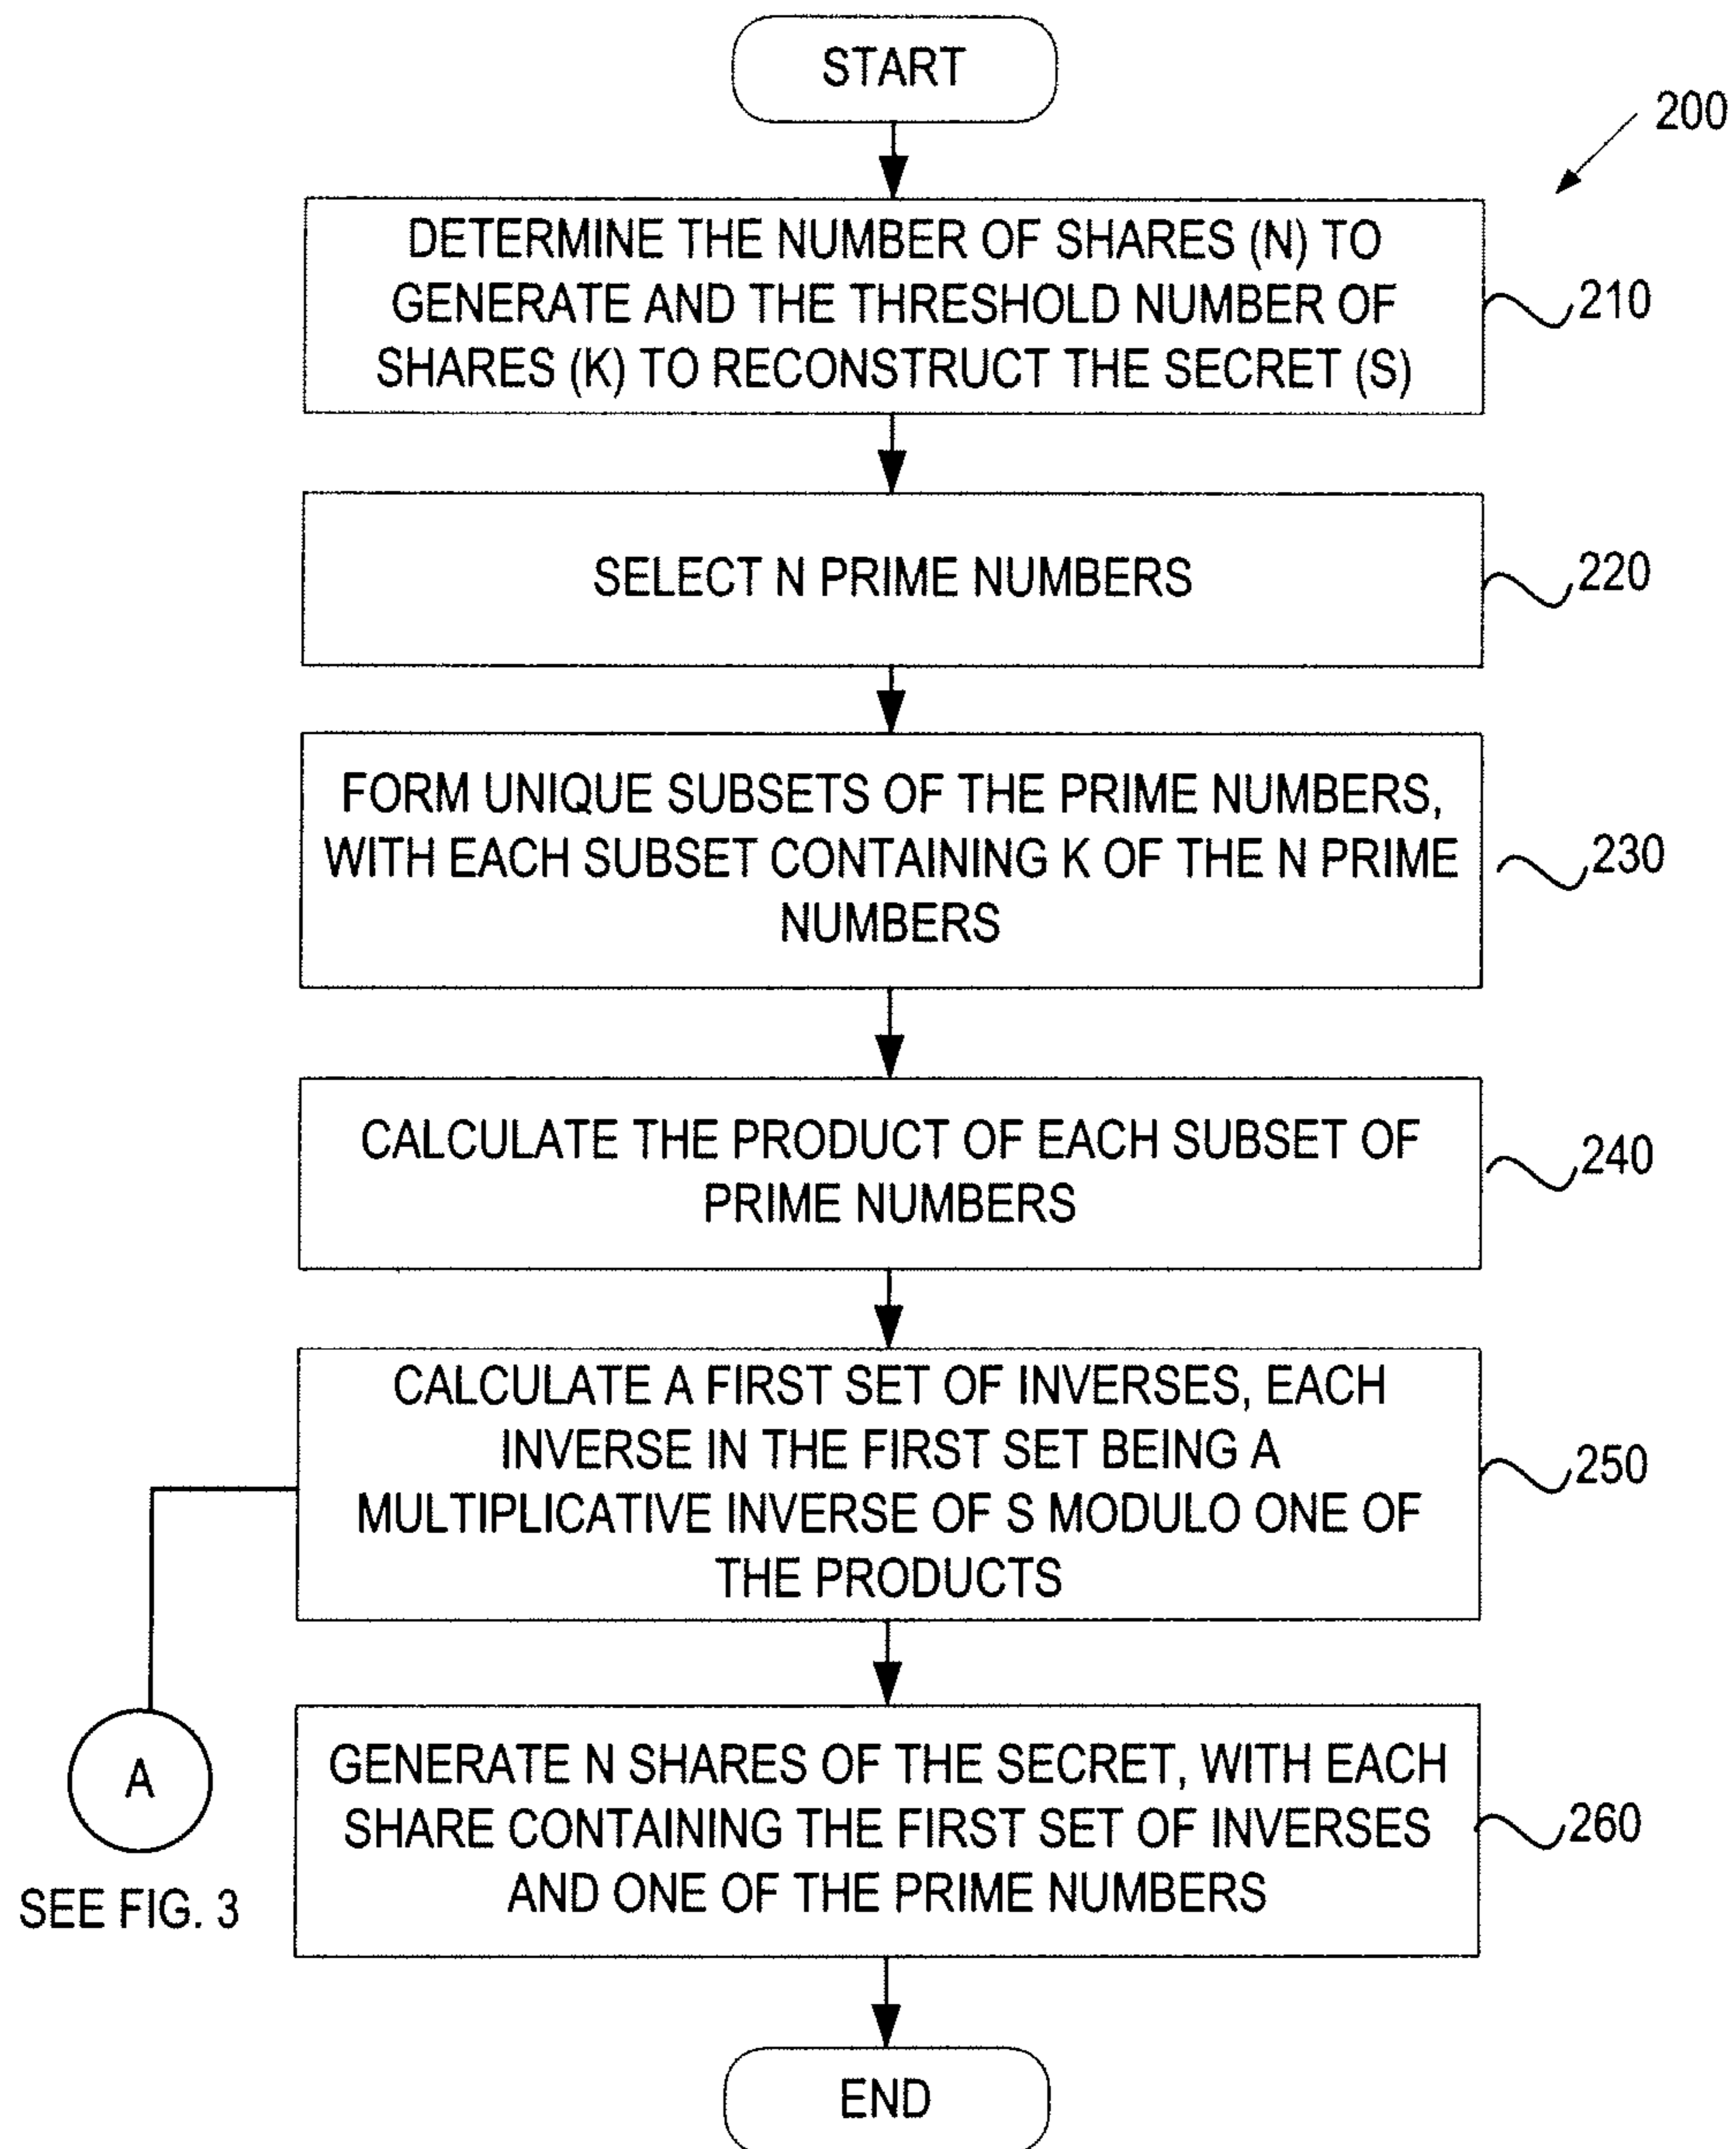 START
200
DETERMINE THE NUMBER OF SHARES (N) TO
GENERATE AND THE THRESHOLD NUMBER OF
SHARES (K) TO RECONSTRUCT THE SECRET (S)
210
SELECT N PRIME NUMBERS
220
FORM UNIQUE SUBSETS OF THE PRIME NUMBERS,
WITH EACH SUBSET CONTAINING K OF THE N PRIME
NUMBERS
230
CALCULATE THE PRODUCT OF EACH SUBSET OF
PRIME NUMBERS
240
CALCULATE A FIRST SET OF INVERSES, EACH
INVERSE IN THE FIRST SET BEING A
MULTIPLICATIVE INVERSE OF S MODULO ONE OF
THE PRODUCTS
250
A
SEE FIG. 3
GENERATE N SHARES OF THE SECRET, WITH EACH
SHARE CONTAINING THE FIRST SET OF INVERSES
AND ONE OF THE PRIME NUMBERS
260
END